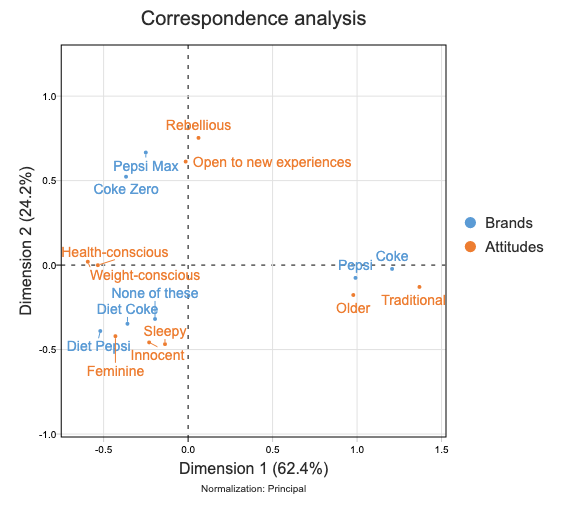 Correspondence analysis
Dimension 2 (24.2%)
1.0
0.5
0.0
-0.5
-1.0
Rebellious
Open to new experiences
Pepsi Max
Coke Zero
Health-conscious
Weight-conscious
Coke
Pepsi
Traditional
Older
None of these
Diet Coke
Sleepy
Diet Pepsi
Innocent
Feminine
Brands
Attitudes
-0.5
0.0
0.5
1.0
1.5
Dimension 1 (62.4%)
Normalization: Principal